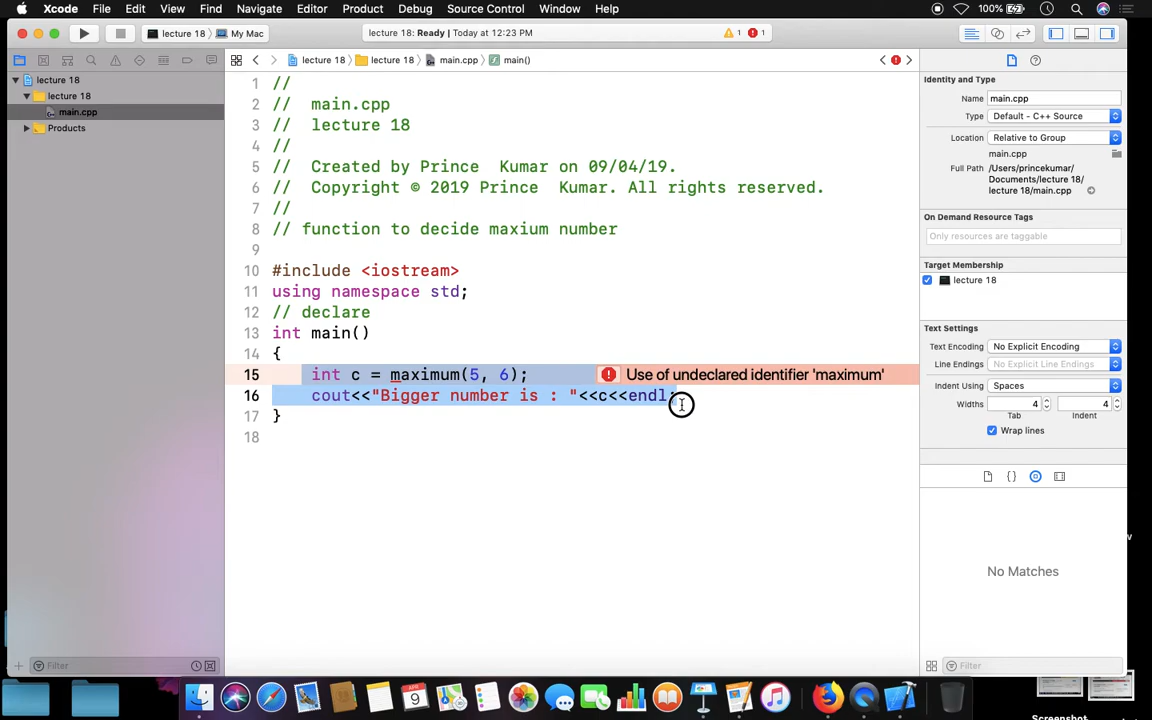 Xcode File Edit View Find Navigate Editor Product Debug Source Control Window Help 100%
lecture 18 My Mac lecture 18: Ready | Today at 12:23 PM 1 1
lecture 18 lecture 18 main.cpp main()
lecture 18
lecture 18
main.cpp
Products
1 //
2 // main.cpp
3 // lecture 18
4 //
5 // Created by Prince Kumar on 09/04/19.
6 // Copyright © 2019 Prince Kumar. All rights reserved.
7 //
8 // function to decide maxium number
9
10 #include <iostream>
11 using namespace std;
12 // declare
13 int main()
14 {
15 int c = maximum(5, 6); Use of undeclared identifier 'maximum'
16 cout<<"Bigger number is : "<<c<<endl;
17 }
18
Filter
Identity and Type
Name main.cpp
Type Default - C++ Source
Location Relative to Group
main.cpp
Full Path /Users/princekumar/
Documents/lecture 18/
lecture 18/main.cpp
On Demand Resource Tags
Only resources are taggable
Target Membership
lecture 18
Text Settings
Text Encoding No Explicit Encoding
Line Endings No Explicit Line Endings
Indent Using Spaces
Widths 4 4
Tab Indent
Wrap lines
{}
No Matches
Filter
APR
9
Screenshot